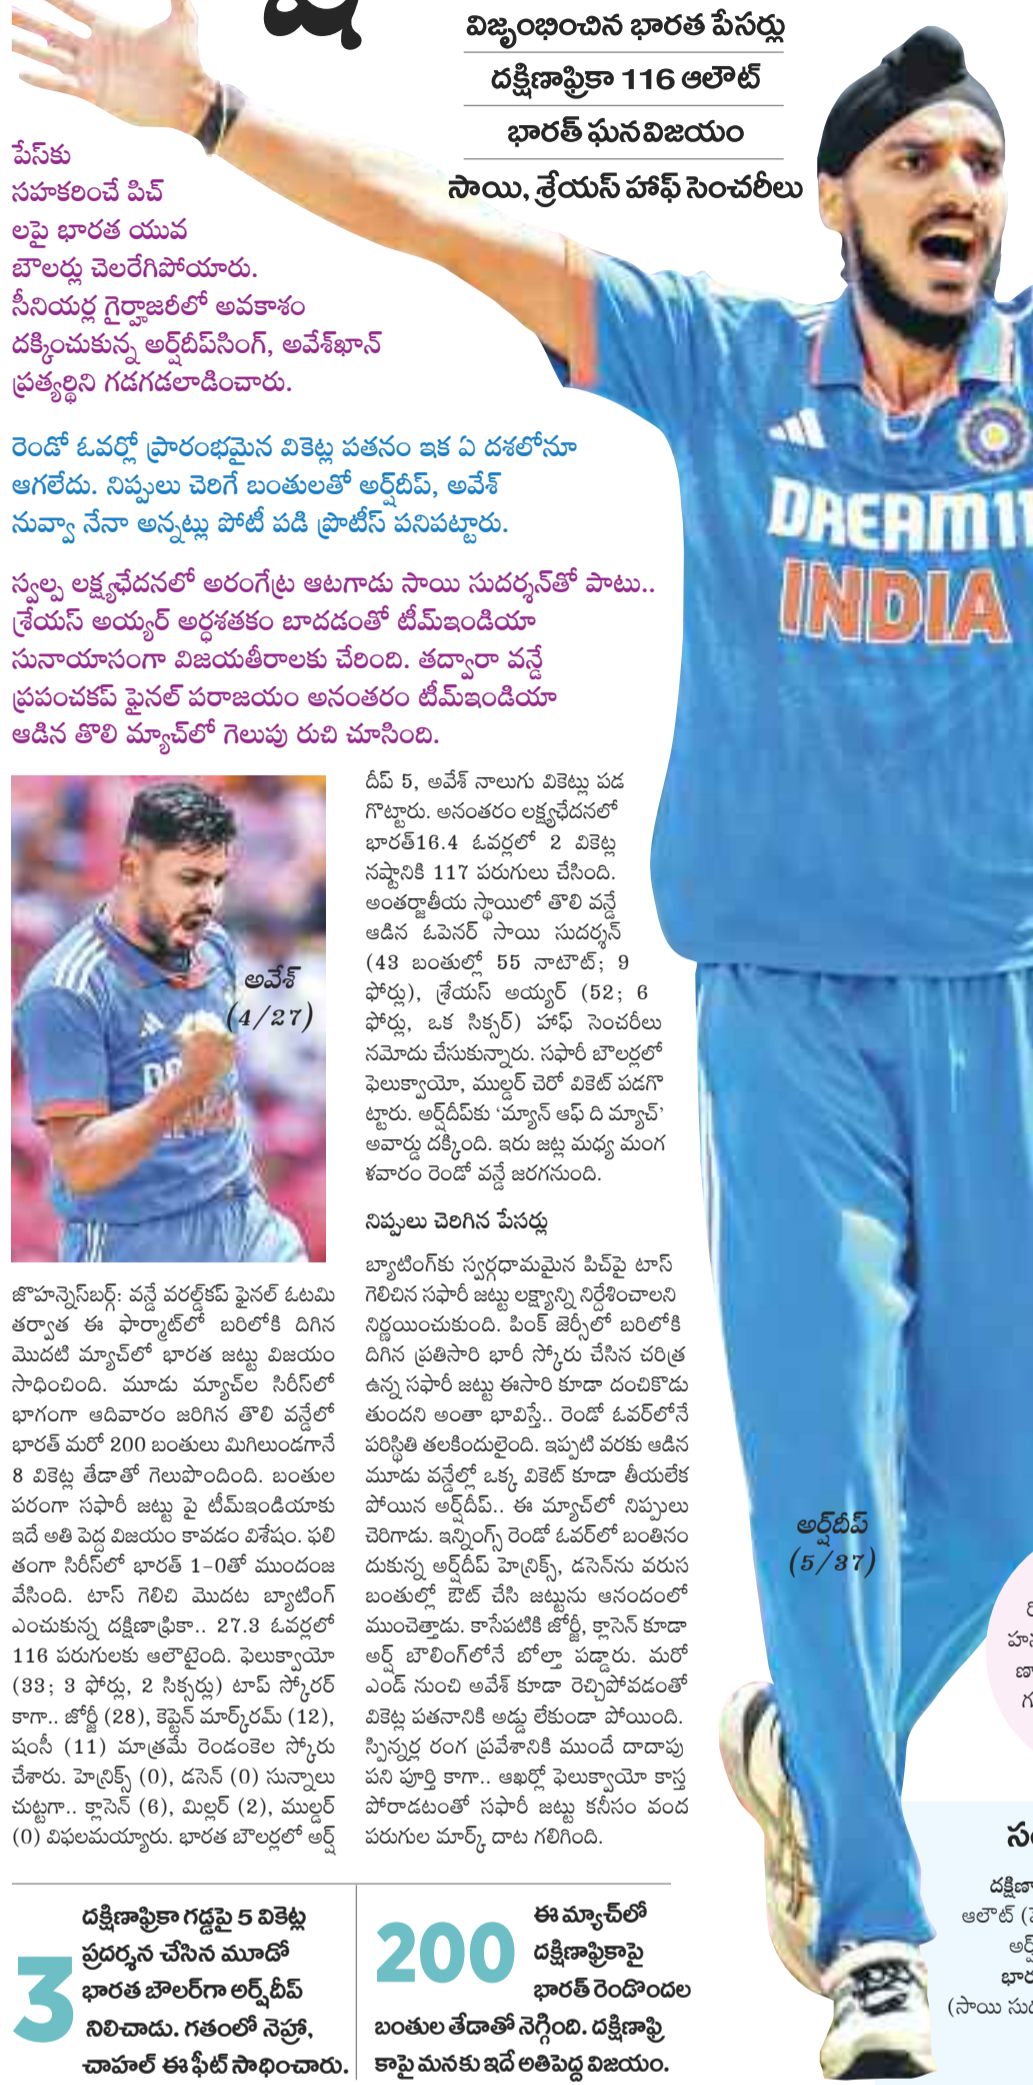 విజృంభించిన భారత పేసర్లు
దక్షిణాఫ్రికా 116 ఆలౌట్
భారత్ ఘనవిజయం
సాయి, శ్రేయస్ హాఫ్ సెంచరీలు
పేస్‌కు
సహకరించే పిచ్
లపై భారత యువ
బౌలర్లు చెలరేగిపోయారు.
సీనియర్ల గైర్హాజరీలో అవకాశం
దక్కించుకున్న అర్ష్‌దీప్‌సింగ్, అవేశ్‌ఖాన్
ప్రత్యర్థిని గడగడలాడించారు.
రెండో ఓవర్లో ప్రారంభమైన వికెట్ల పతనం ఇక ఏ దశలోనూ
ఆగలేదు. నిప్పులు చెరిగే బంతులతో అర్ష్‌దీప్, అవేశ్
నువ్వా నేనా అన్నట్లు పోటీ పడి ప్రొటీస్ పనిపట్టారు.
స్వల్ప లక్ష్యఛేదనలో అరంగేట్ర ఆటగాడు సాయి సుదర్శన్‌తో పాటు..
శ్రేయస్ అయ్యర్ అర్ధశతకం బాదడంతో టీమ్ఇండియా
సునాయాసంగా విజయతీరాలకు చేరింది. తద్వారా వన్డే
ప్రపంచకప్ ఫైనల్ పరాజయం అనంతరం టీమ్ఇండియా
ఆడిన తొలి మ్యాచ్‌లో గెలుపు రుచి చూసింది.
DREAM11
INDIA
అవేశ్
(4/27)
జొహన్నెస్‌బర్గ్: వన్డే వరల్డ్‌కప్ ఫైనల్ ఓటమి
తర్వాత ఈ ఫార్మాట్‌లో బరిలోకి దిగిన
మొదటి మ్యాచ్‌లో భారత జట్టు విజయం
సాధించింది. మూడు మ్యాచ్‌ల సిరీస్‌లో
భాగంగా ఆదివారం జరిగిన తొలి వన్డేలో
భారత్ మరో 200 బంతులు మిగిలుండగానే
8 వికెట్ల తేడాతో గెలుపొందింది. బంతుల
పరంగా సఫారీ జట్టు పై టీమ్ఇండియాకు
ఇదే అతి పెద్ద విజయం కావడం విశేషం. ఫలి
తంగా సిరీస్‌లో భారత్ 1-0తో ముందంజ
వేసింది. టాస్ గెలిచి మొదట బ్యాటింగ్
ఎంచుకున్న దక్షిణాఫ్రికా.. 27.3 ఓవర్లలో
116 పరుగులకు ఆలౌటైంది. ఫెలుక్వాయో
(33; 3 ఫోర్లు, 2 సిక్సర్లు) టాప్ స్కోరర్
కాగా.. జోర్జీ (28), కెప్టెన్ మార్క్‌రమ్ (12),
షంసీ (11) మాత్రమే రెండంకెల స్కోరు
చేశారు. హెన్రిక్స్ (0), డసెన్ (0) సున్నాలు
చుట్టగా.. క్లాసెన్ (6), మిల్లర్ (2), ముల్డర్
(0) విఫలమయ్యారు. భారత బౌలర్లలో అర్ష్
దీప్ 5, అవేశ్ నాలుగు వికెట్లు పడ
గొట్టారు. అనంతరం లక్ష్యఛేదనలో
భారత్16.4 ఓవర్లలో 2 వికెట్ల
నష్టానికి 117 పరుగులు చేసింది.
అంతర్జాతీయ స్థాయిలో తొలి వన్డే
ఆడిన ఓపెనర్ సాయి సుదర్శన్
(43 బంతుల్లో 55 నాటౌట్; 9
ఫోర్లు), శ్రేయస్ అయ్యర్ (52; 6
ఫోర్లు, ఒక సిక్సర్) హాఫ్ సెంచరీలు
నమోదు చేసుకున్నారు. సఫారీ బౌలర్లలో
ఫెలుక్వాయో, ముల్డర్ చెరో వికెట్ పడగొ
ట్టారు. అర్ష్‌దీప్‌కు ‘మ్యాన్ ఆఫ్ ది మ్యాచ్’
అవార్డు దక్కింది. ఇరు జట్ల మధ్య మంగ
ళవారం రెండో వన్డే జరగనుంది.
నిప్పులు చెరిగిన పేసర్లు
బ్యాటింగ్‌కు స్వర్గధామమైన పిచ్‌పై టాస్
గెలిచిన సఫారీ జట్టు లక్ష్యాన్ని నిర్దేశించాలని
నిర్ణయించుకుంది. పింక్ జెర్సీలో బరిలోకి
దిగిన ప్రతిసారి భారీ స్కోరు చేసిన చరిత్ర
ఉన్న సఫారీ జట్టు ఈసారి కూడా దంచికొడు
తుందని అంతా భావిస్తే.. రెండో ఓవర్‌లోనే
పరిస్థితి తలకిందులైంది. ఇప్పటి వరకు ఆడిన
మూడు వన్డేల్లో ఒక్క వికెట్ కూడా తీయలేక
పోయిన అర్ష్‌దీప్.. ఈ మ్యాచ్‌లో నిప్పులు
చెరిగాడు. ఇన్నింగ్స్ రెండో ఓవర్‌లో బంతినం
దుకున్న అర్ష్‌దీప్ హెన్రిక్స్, డసెన్‌ను వరుస
బంతుల్లో ఔట్ చేసి జట్టును ఆనందంలో
ముంచెత్తాడు. కాసేపటికి జోర్జీ, క్లాసెన్ కూడా
అర్ష్ బౌలింగ్‌లోనే బోల్తా పడ్డారు. మరో
ఎండ్ నుంచి అవేశ్ కూడా రెచ్చిపోవడంతో
వికెట్ల పతనానికి అడ్డు లేకుండా పోయింది.
స్పిన్నర్ల రంగ ప్రవేశానికి ముందే దాదాపు
పని పూర్తి కాగా.. ఆఖర్లో ఫెలుక్వాయో కాస్త
పోరాడటంతో సఫారీ జట్టు కనీసం వంద
పరుగుల మార్క్ దాట గలిగింది.
అర్ష్‌దీప్
(5/37)
3
దక్షిణాఫ్రికా గడ్డపై 5 వికెట్ల
ప్రదర్శన చేసిన మూడో
భారత బౌలర్‌గా అర్ష్‌దీప్
నిలిచాడు. గతంలో నెహ్రా,
చాహల్ ఈ ఫీట్ సాధించారు.
200
ఈ మ్యాచ్‌లో
దక్షిణాఫ్రికాపై
భారత్ రెండొందల
బంతుల తేడాతో నెగ్గింది. దక్షిణాఫ్రి
కాపై మనకు ఇదే అతిపెద్ద విజయం.